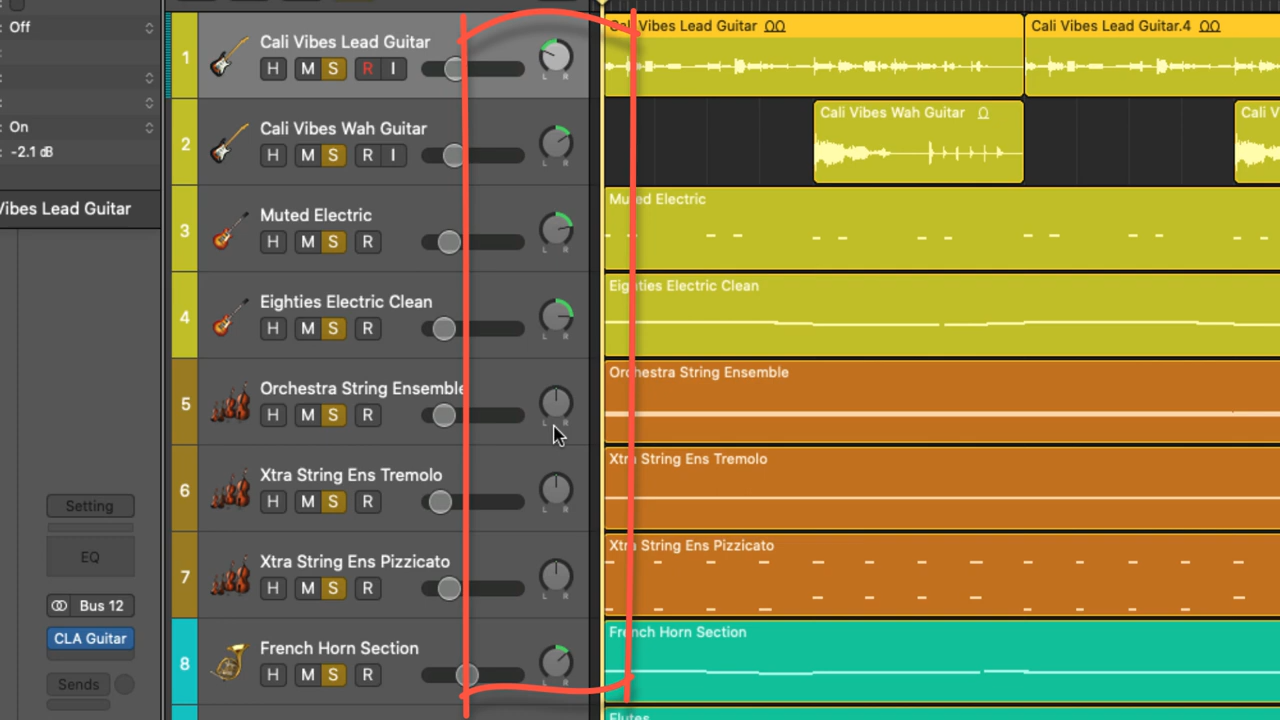 Off
On
-2.1 dB
Vibes Lead Guitar
Setting
EQ
Bus 12
CLA Guitar
Sends
1
Cali Vibes Lead Guitar
H M S R I
L R
2
Cali Vibes Wah Guitar
H M S R I
L R
3
Muted Electric
H M S R
L R
4
Eighties Electric Clean
H M S R
L R
5
Orchestra String Ensemble
H M S R
L R
6
Xtra String Ens Tremolo
H M S R
L R
7
Xtra String Ens Pizzicato
H M S R
L R
8
French Horn Section
H M S R
L R
Cali Vibes Lead Guitar
Cali Vibes Lead Guitar.4
Cali Vibes Wah Guitar
Cali V
Muted Electric
Eighties Electric Clean
Orchestra String Ensemble
Xtra String Ens Tremolo
Xtra String Ens Pizzicato
French Horn Section
Flutes